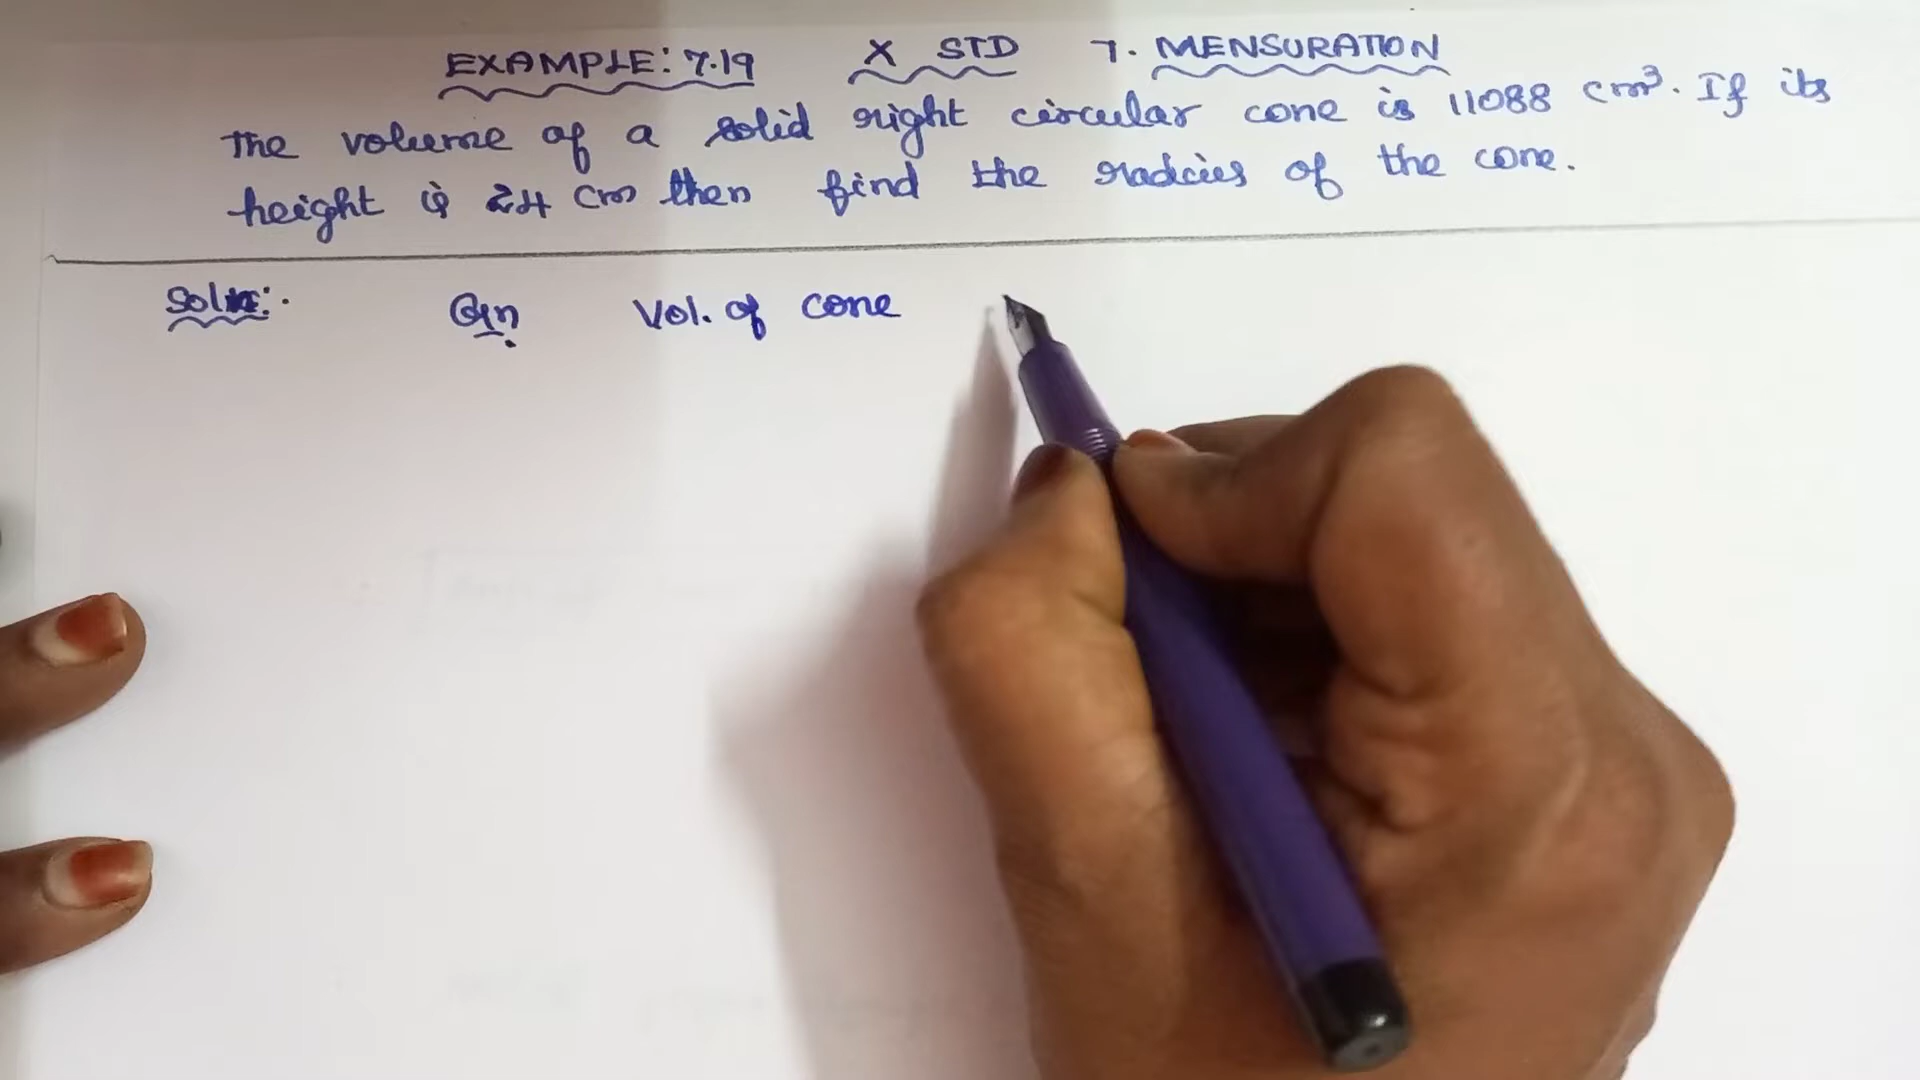 EXAMPLE: 7.19 X STD 7. MENSURATION
The volume of a solid right circular cone is 11088 cm³. If its
height is 24 cm then find the radius of the cone.
Soln:. Gn Vol. of cone